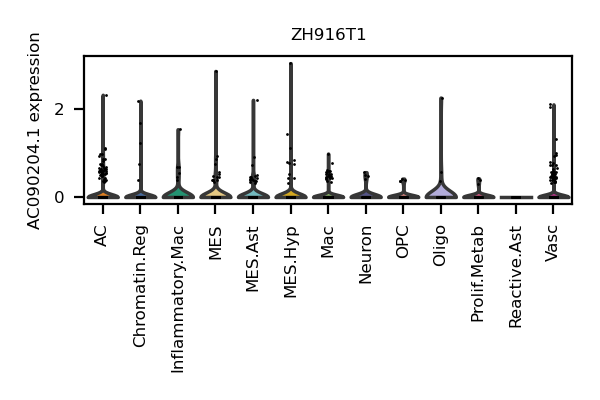 ZH916T1
AC090204.1 expression
2
0
AC
Chromatin.Reg
Inflammatory.Mac
MES
MES.Ast
MES.Hyp
Mac
Neuron
OPC
Oligo
Prolif.Metab
Reactive.Ast
Vasc